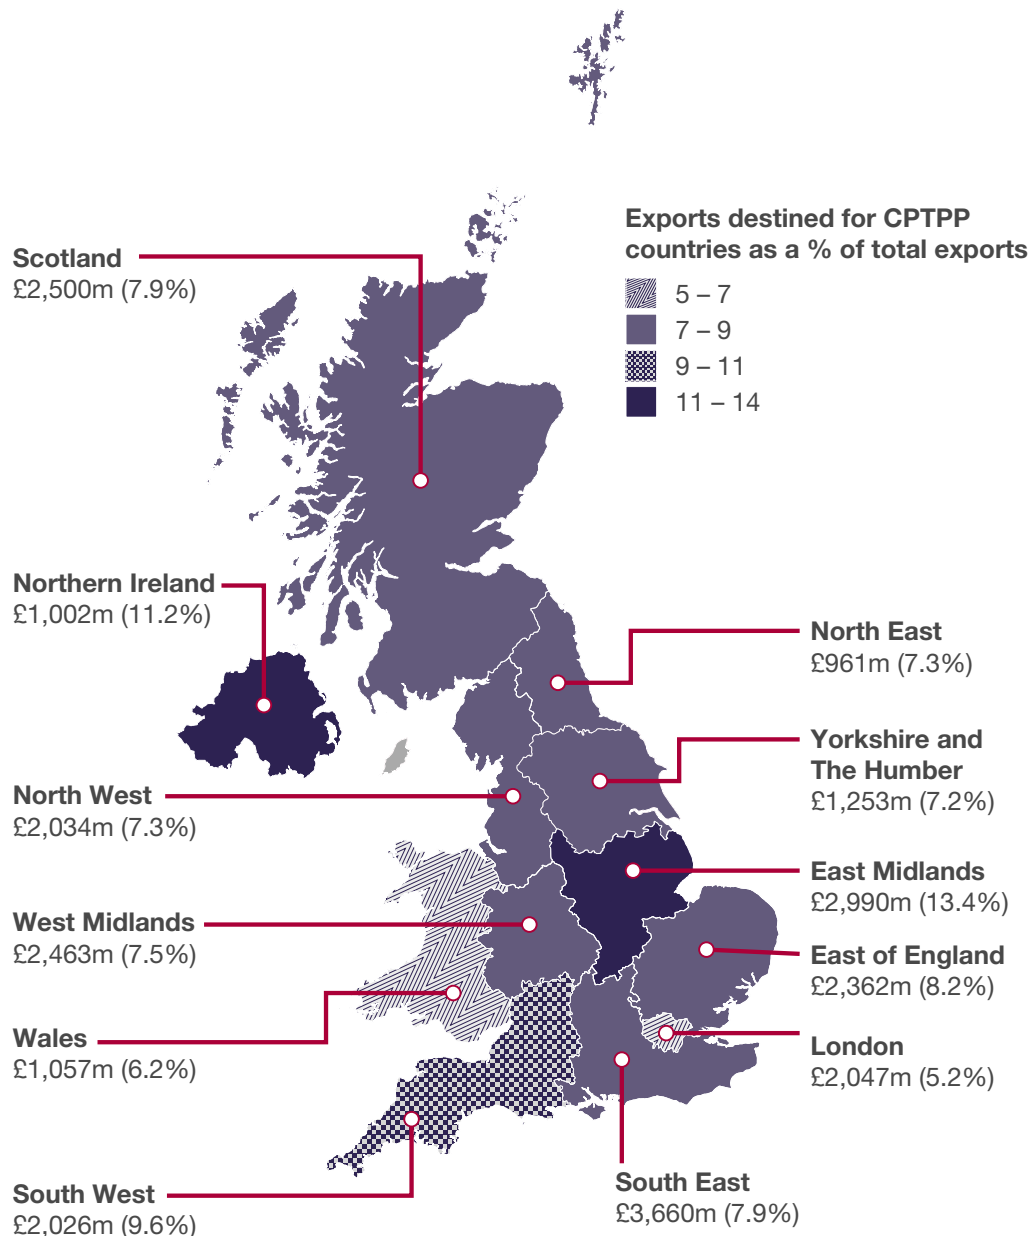 Exports destined for CPTPP
countries as a % of total exports
5 – 7
7 – 9
9 – 11
11 – 14
Scotland
£2,500m (7.9%)
Northern Ireland
£1,002m (11.2%)
North East
£961m (7.3%)
Yorkshire and
The Humber
£1,253m (7.2%)
North West
£2,034m (7.3%)
East Midlands
£2,990m (13.4%)
West Midlands
£2,463m (7.5%)
East of England
£2,362m (8.2%)
Wales
£1,057m (6.2%)
London
£2,047m (5.2%)
South East
£3,660m (7.9%)
South West
£2,026m (9.6%)